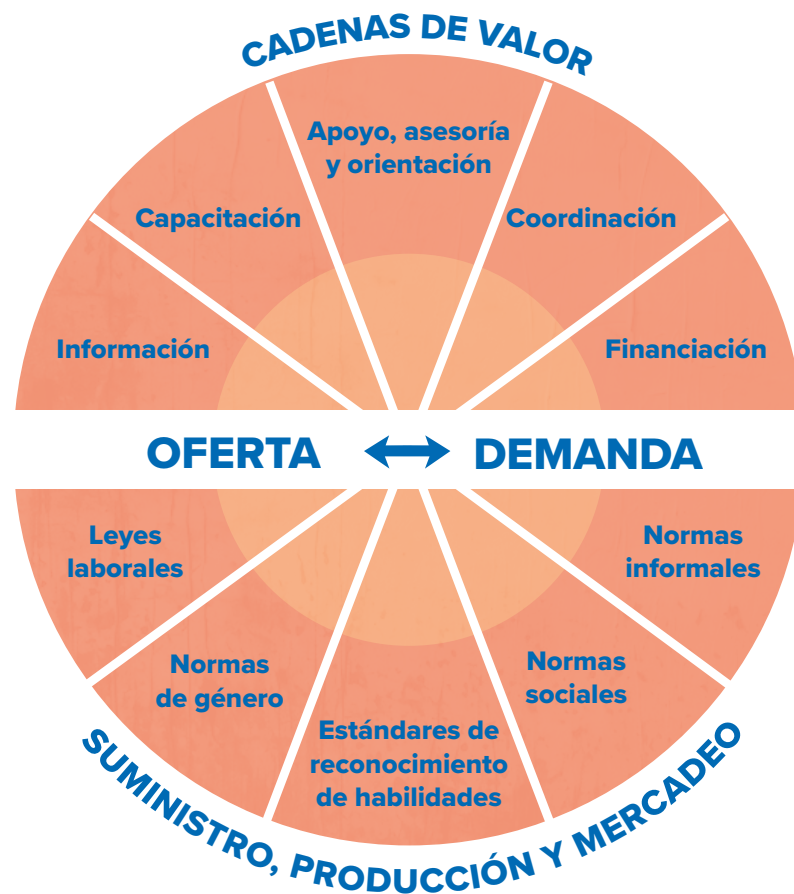 CADENAS DE VALOR
Apoyo, asesoría
y orientación
Capacitación
Coordinación
Información
Financiación
OFERTA
DEMANDA
Leyes
laborales
Normas
informales
Normas
de género
Normas
sociales
Estándares de
reconocimiento
de habilidades
SUMINISTRO, PRODUCCIÓN Y MERCADEO